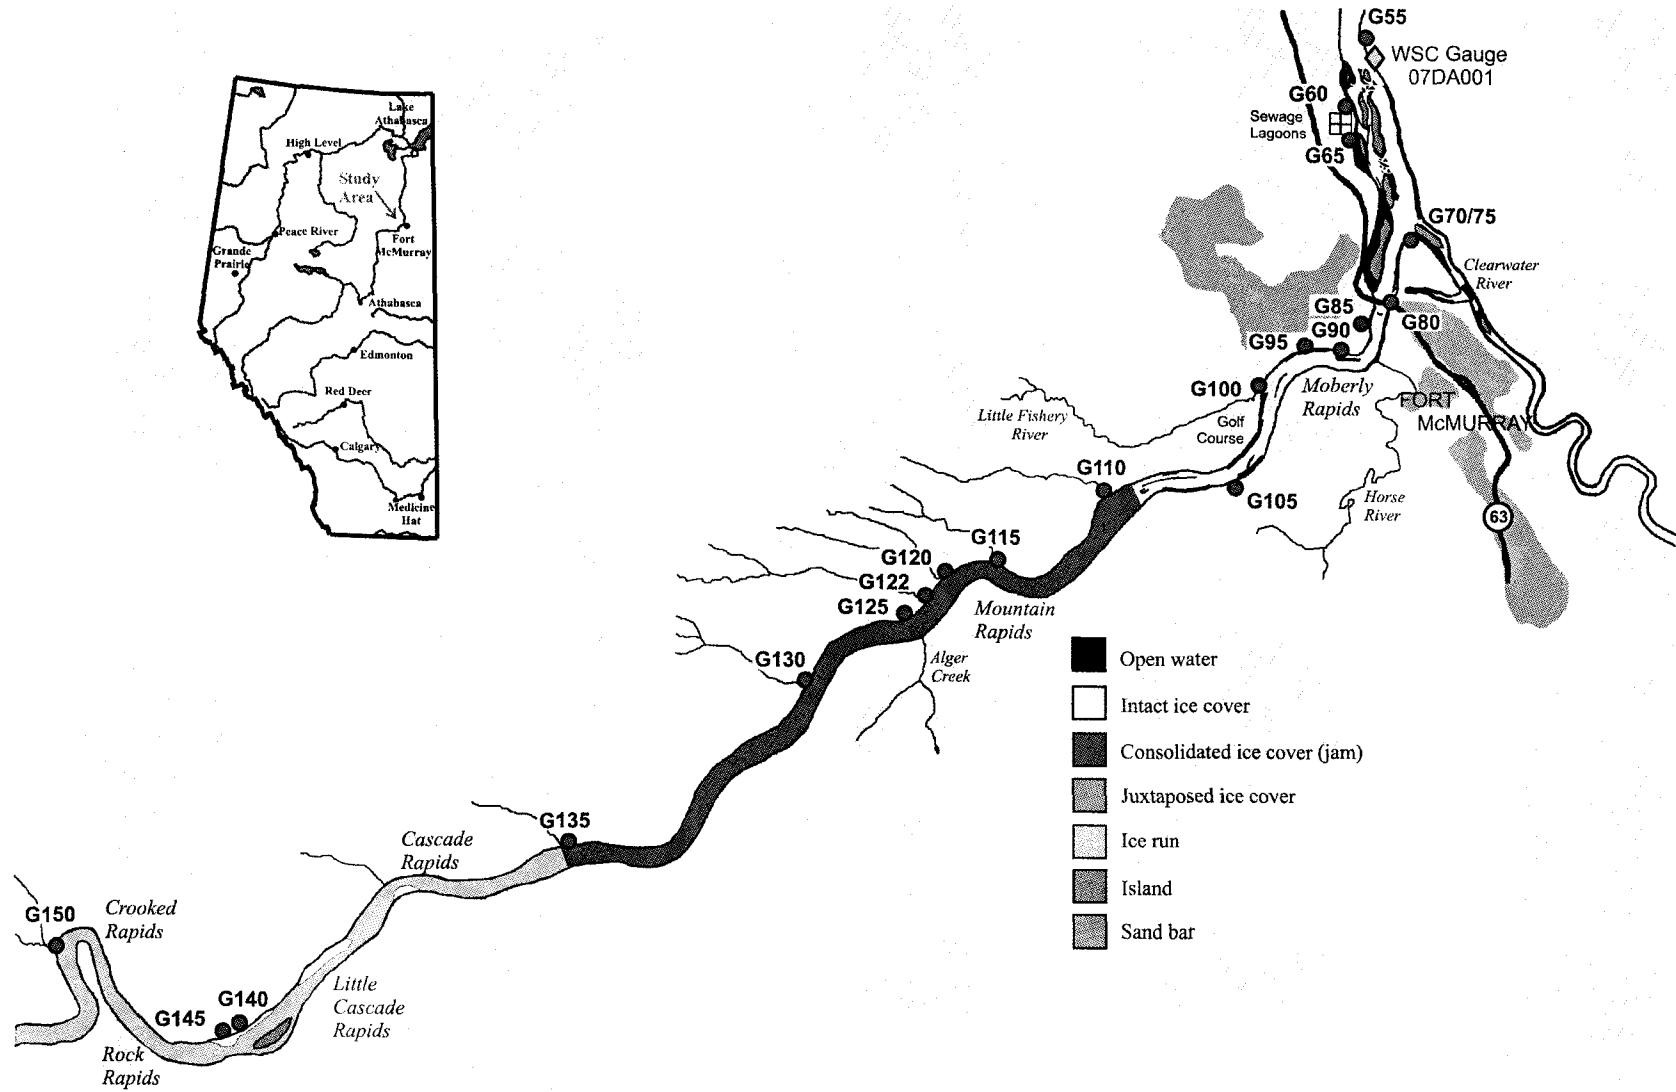 G55
WSC Gauge
07DA001
G60
Sewage
Lagoons
G65
G70/75
Clearwater
River
G85
G80
G90
G95
G100
Moberly
Rapids
FORT
McMURRAY
Little Fishery
River
Golf
Course
G110
G105
Horse
River
63
G115
G120
G122
G125
Mountain
Rapids
G130
Alger
Creek
G135
Cascade
Rapids
G150
Crooked
Rapids
G140
G145
Little
Cascade
Rapids
Rock
Rapids
Lake
Athabasca
High Level
Study
Area
Peace River
Fort
McMurray
Grande
Prairie
Athabasca
Edmonton
Red Deer
Calgary
Medicine
Hat
Open water
Intact ice cover
Consolidated ice cover (jam)
Juxtaposed ice cover
Ice run
Island
Sand bar